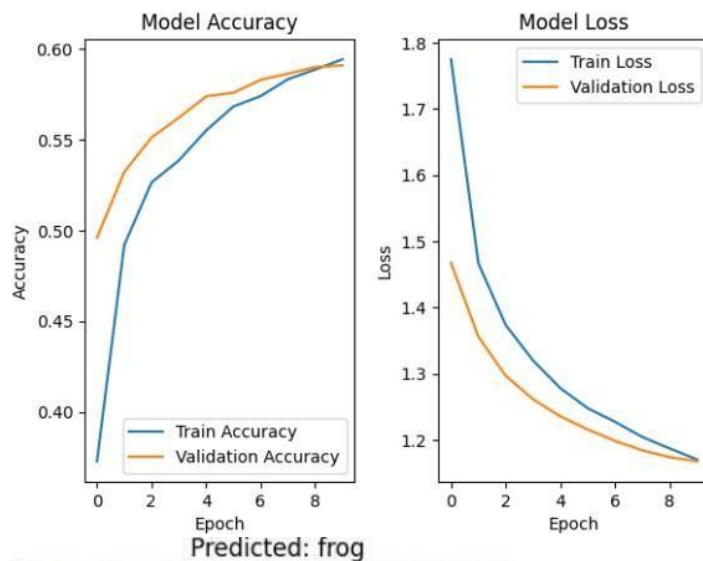 Model Accuracy
0.60
0.55
0.50
0.45
0.40
Accuracy
Train Accuracy
Validation Accuracy
0 2 4 6 8
Epoch
Model Loss
1.8
1.7
1.6
1.5
1.4
1.3
1.2
Loss
Train Loss
Validation Loss
0 2 4 6 8
Epoch
Predicted: frog